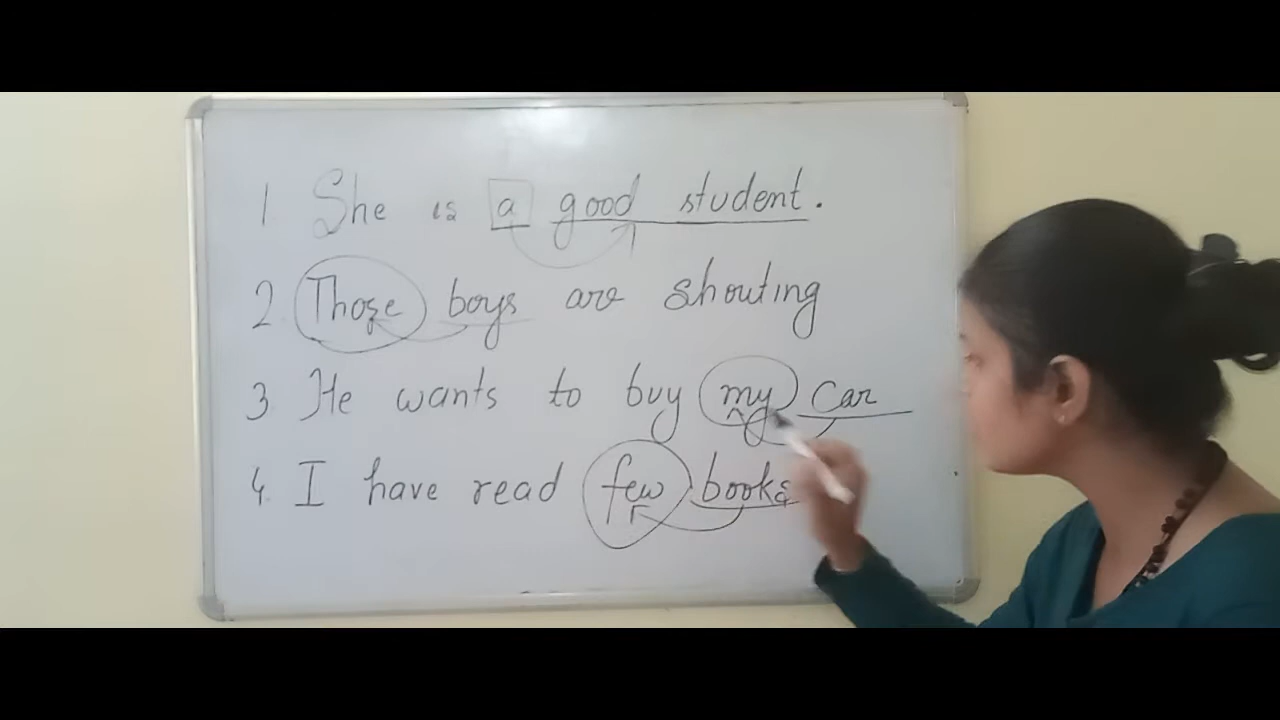 1 She is a good student.
2 Those boys are shouting
3 He wants to buy my car
4. I have read few books